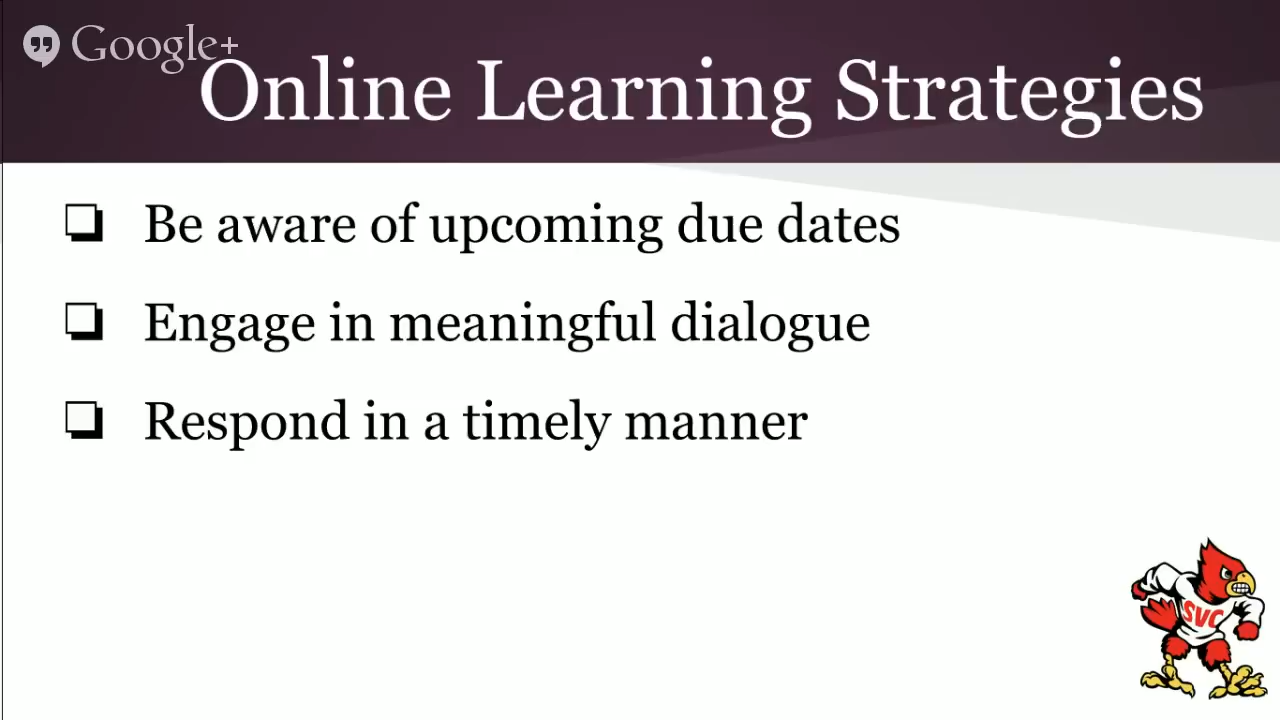 Google+
Online Learning Strategies
Be aware of upcoming due dates
Engage in meaningful dialogue
Respond in a timely manner
SVC